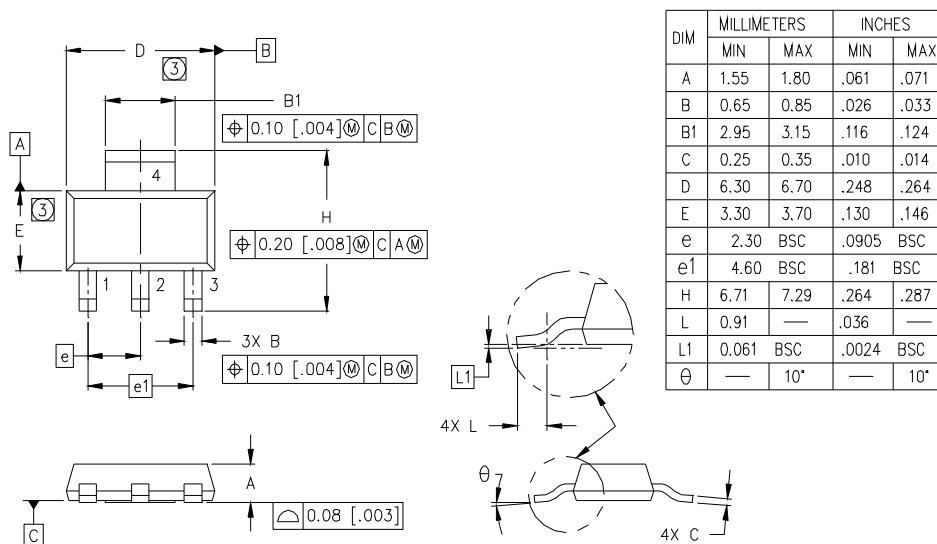 D
B
3
B1
⌖ 0.10 [.004]Ⓜ C BⓂ
A
4
3
E
H
⌖ 0.20 [.008]Ⓜ C AⓂ
1 2 3
e
3X B
⌖ 0.10 [.004]Ⓜ C BⓂ
e1
L1
4X L
A
C
⌓ 0.08 [.003]
θ
4X C
DIM MILLIMETERS INCHES
MIN MAX MIN MAX
A 1.55 1.80 .061 .071
B 0.65 0.85 .026 .033
B1 2.95 3.15 .116 .124
C 0.25 0.35 .010 .014
D 6.30 6.70 .248 .264
E 3.30 3.70 .130 .146
e 2.30 BSC .0905 BSC
e1 4.60 BSC .181 BSC
H 6.71 7.29 .264 .287
L 0.91 — .036 —
L1 0.061 BSC .0024 BSC
θ — 10° — 10°